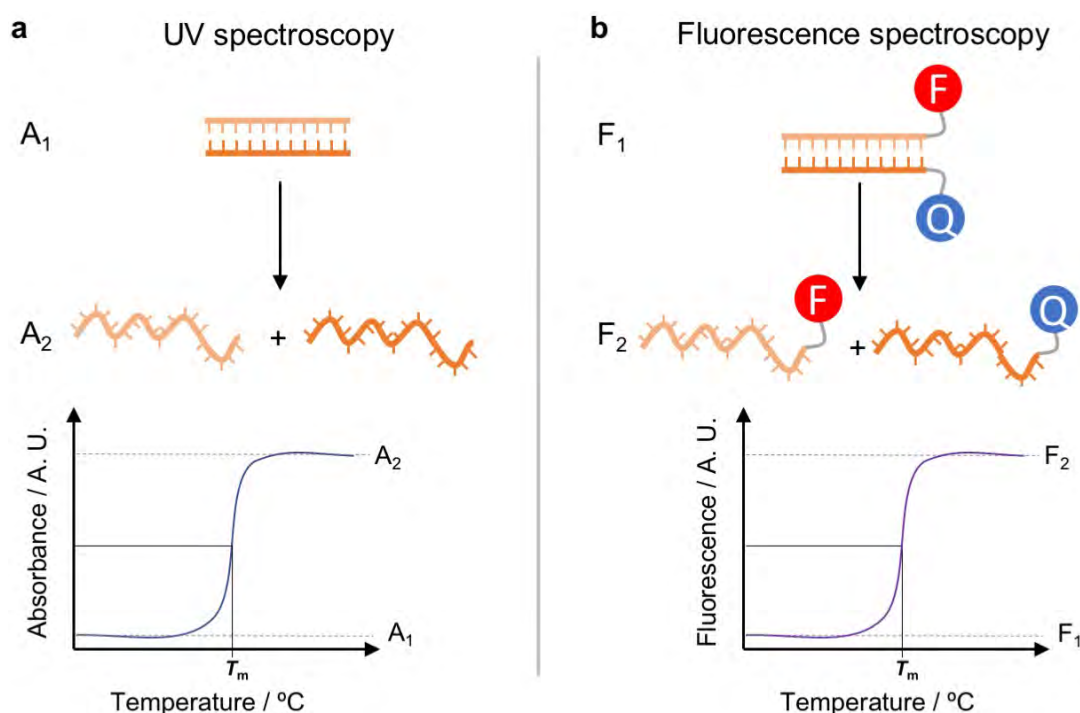 a
UV spectroscopy
A₁
A₂
+
Absorbance / A. U.
A₂
A₁
Tₘ
Temperature / ºC
b
Fluorescence spectroscopy
F
F₁
Q
F
Q
F₂
+
Fluorescence / A. U.
F₂
F₁
Tₘ
Temperature / ºC